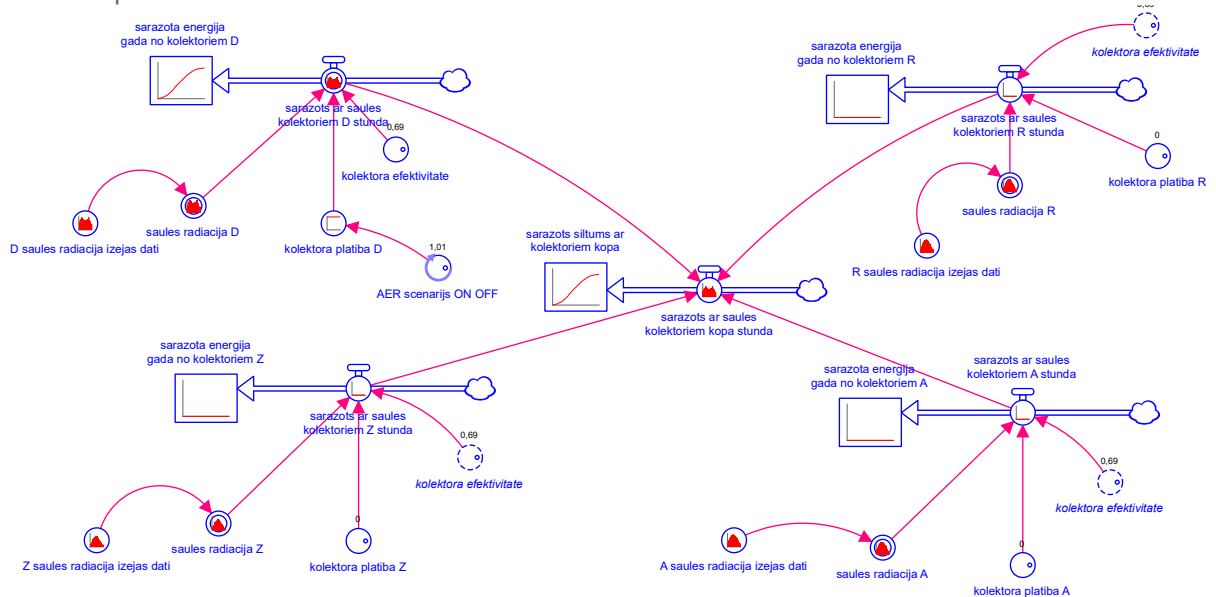 sarazota energija
gada no kolektoriem D
sarazots ar saules
kolektoriem D stunda
0,69
kolektora efektivitate
D saules radiacija izejas dati
saules radiacija D
kolektora platiba D
1,01
AER scenarijs ON OFF
sarazota energija
gada no kolektoriem R
kolektora efektivitate
sarazots ar saules
kolektoriem R stunda
0
kolektora platiba R
saules radiacija R
R saules radiacija izejas dati
sarazots siltums ar
kolektoriem kopa
sarazots ar saules
kolektoriem kopa stunda
sarazota energija
gada no kolektoriem Z
sarazots ar saules
kolektoriem Z stunda
0,69
kolektora efektivitate
Z saules radiacija izejas dati
saules radiacija Z
0
kolektora platiba Z
sarazota energija
gada no kolektoriem A
sarazots ar saules
kolektoriem A stunda
0,69
kolektora efektivitate
A saules radiacija izejas dati
saules radiacija A
0
kolektora platiba A